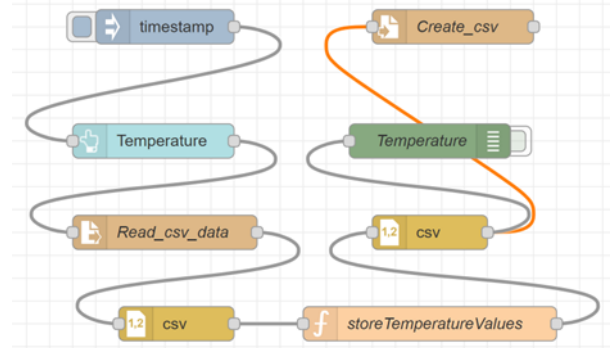 timestamp
Create_csv
Temperature
Temperature
Read_csv_data
1,2 csv
1,2 csv
f storeTemperatureValues